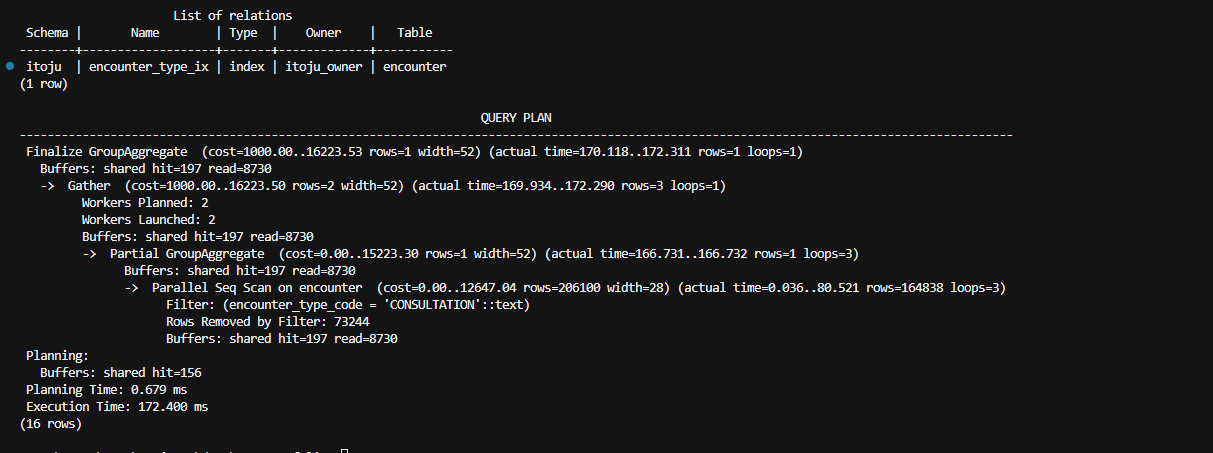 List of relations
Schema | Name | Type | Owner | Table
--------+-------------------+-------+--------------+-----------
itoju | encounter_type_ix | index | itoju_owner | encounter
(1 row)
QUERY PLAN
-----------------------------------------------------------------------------------------------------------------------------------------------
Finalize GroupAggregate (cost=1000.00..16223.53 rows=1 width=52) (actual time=170.118..172.311 rows=1 loops=1)
Buffers: shared hit=197 read=8730
-> Gather (cost=1000.00..16223.50 rows=2 width=52) (actual time=169.934..172.290 rows=3 loops=1)
Workers Planned: 2
Workers Launched: 2
Buffers: shared hit=197 read=8730
-> Partial GroupAggregate (cost=0.00..15223.30 rows=1 width=52) (actual time=166.731..166.732 rows=1 loops=3)
Buffers: shared hit=197 read=8730
-> Parallel Seq Scan on encounter (cost=0.00..12647.04 rows=206100 width=28) (actual time=0.036..80.521 rows=164838 loops=3)
Filter: (encounter_type_code = 'CONSULTATION'::text)
Rows Removed by Filter: 73244
Buffers: shared hit=197 read=8730
Planning:
Buffers: shared hit=156
Planning Time: 0.679 ms
Execution Time: 172.400 ms
(16 rows)